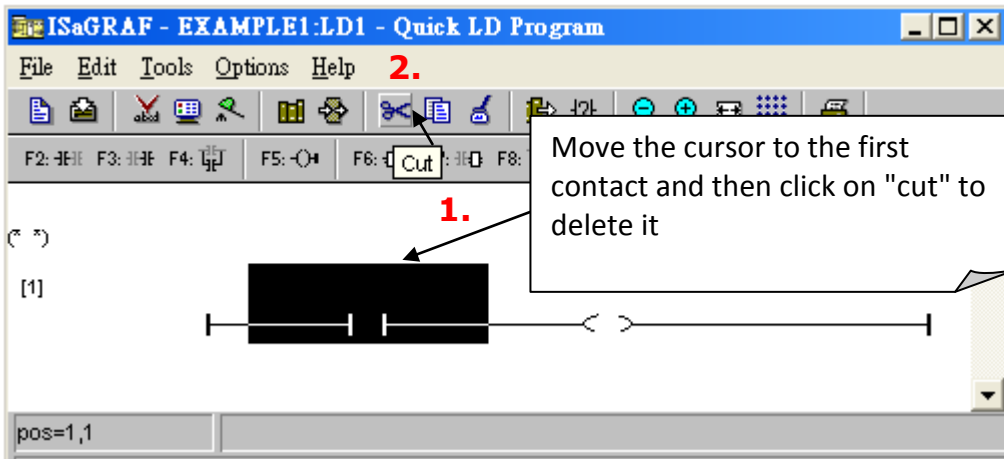 ISaGRAF - EXAMPLE1:LD1 - Quick LD Program
File Edit Tools Options Help
2.
F2: F3: F4: F5: F6: F8:
Cut
Move the cursor to the first
contact and then click on "cut" to
delete it
1.
(* *)
[1]
pos=1,1